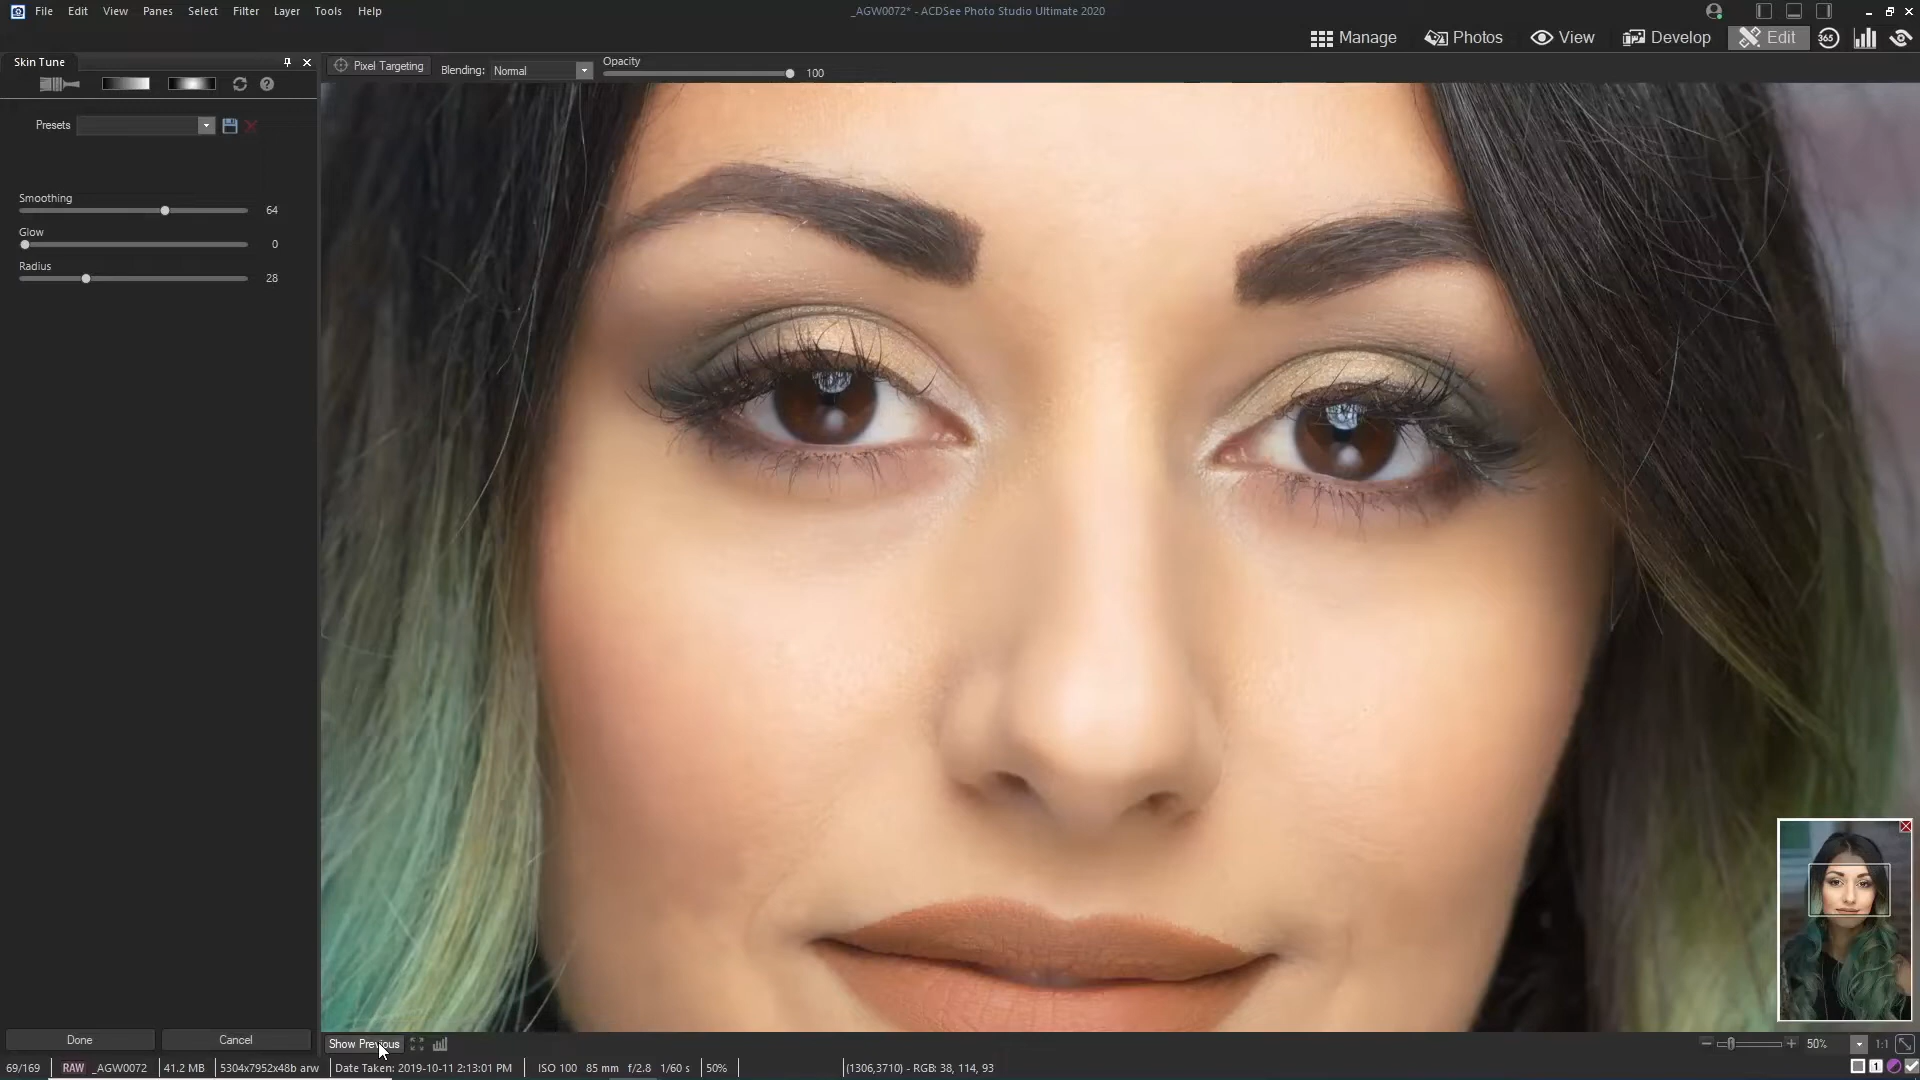 File Edit View Panes Select Filter Layer Tools Help
_AGW0072* - ACDSee Photo Studio Ultimate 2020
Manage Photos View Develop Edit 365
Skin Tune
Pixel Targeting Blending: Normal Opacity 100
Presets
Smoothing
64
Glow
0
Radius
28
Done Cancel Show Previous 50% 1:1
69/169 RAW _AGW0072 41.2 MB 5304x7952x48b arw Date Taken: 2019-10-11 2:13:01 PM ISO 100 85 mm f/2.8 1/60 s 50% (1306,3710) - RGB: 38, 114, 93 1